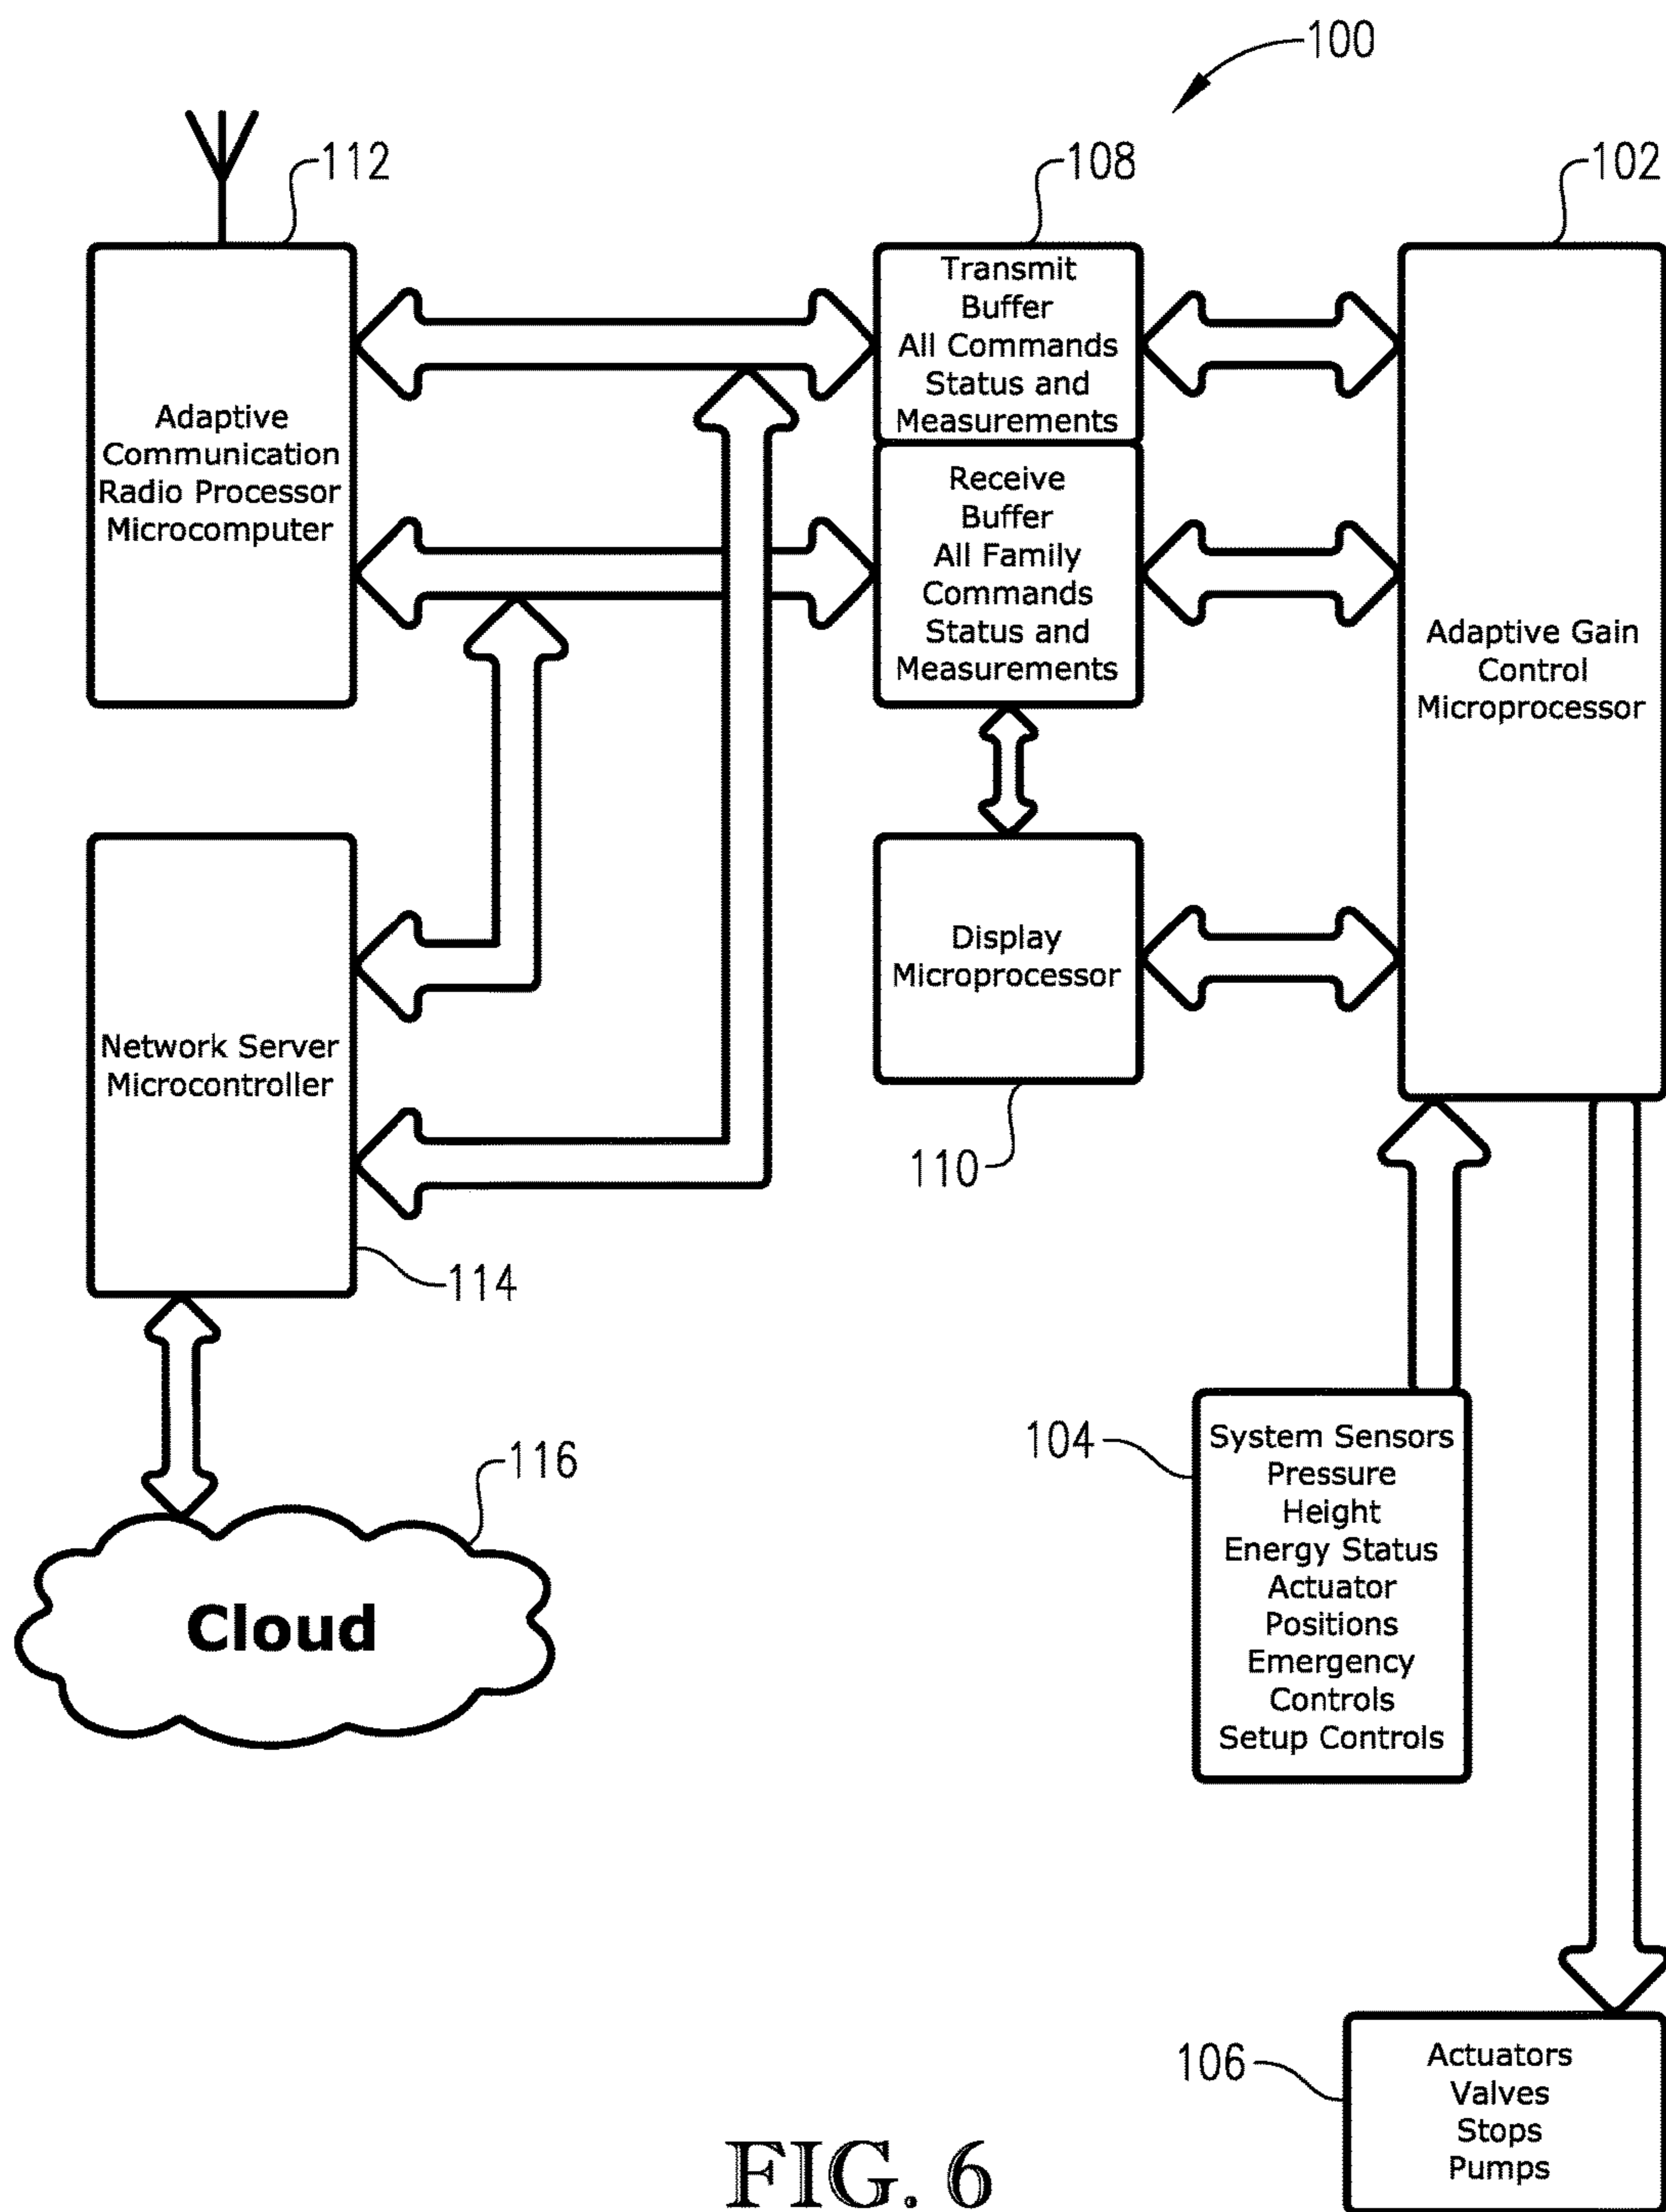 100
112
108
102
Transmit
Buffer
All Commands
Status and
Measurements
Adaptive
Communication
Radio Processor
Microcomputer
Receive
Buffer
All Family
Commands
Status and
Measurements
Adaptive Gain
Control
Microprocessor
Display
Microprocessor
Network Server
Microcontroller
110
114
104
System Sensors
Pressure
Height
Energy Status
Actuator
Positions
Emergency
Controls
Setup Controls
116
Cloud
106
Actuators
Valves
Stops
Pumps
FIG. 6